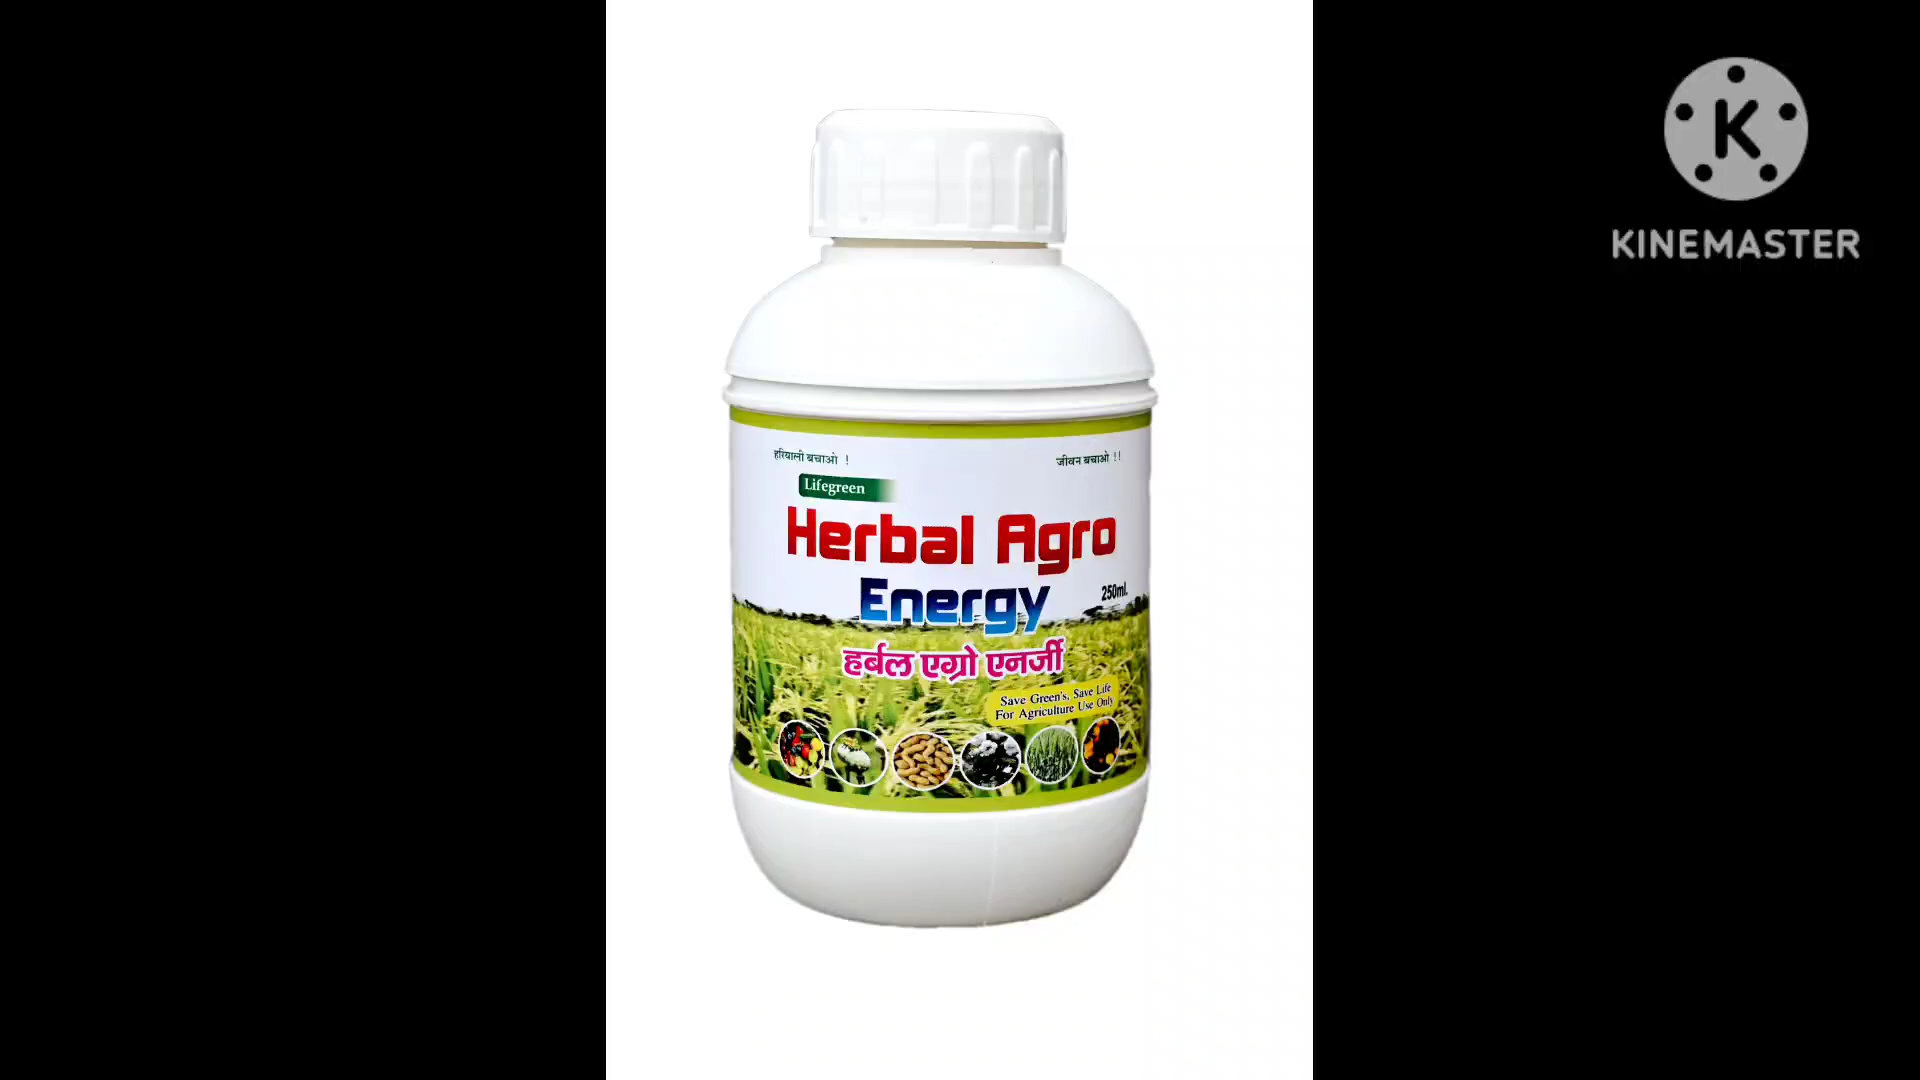 KINEMASTER
हरियाली बचाओ !
जीवन बचाओ !!
Lifegreen
Herbal Agro
Energy
250ml.
हर्बल एग्रो एनर्जी
Save Green's, Save Life
For Agriculture Use Only